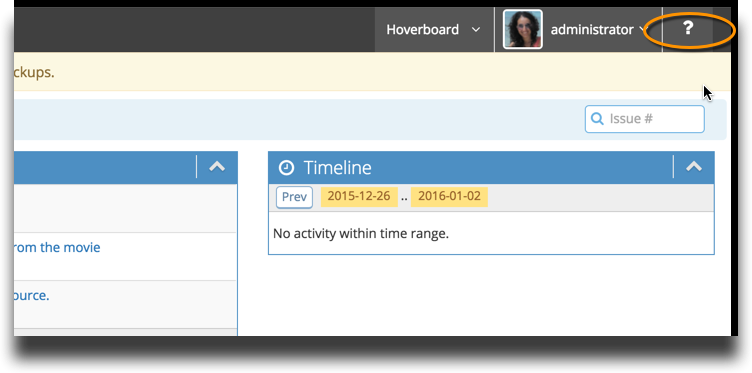 Hoverboard administrator ?
ckups.
Issue #
Timeline
Prev 2015-12-26 .. 2016-01-02
No activity within time range.
rom the movie
ource.